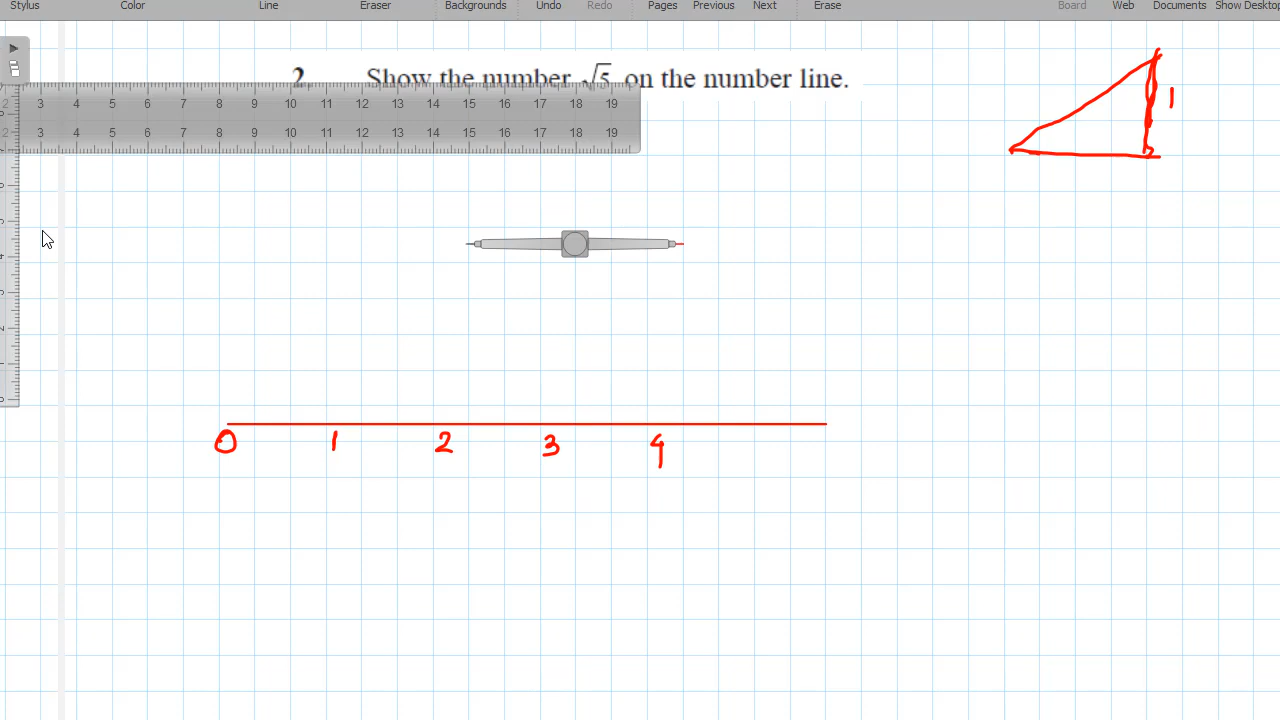 Stylus Color Line Eraser Backgrounds Undo Redo Pages Previous Next Erase Board Web Documents Show Desktop
2. Show the number √5 on the number line.
2 3 4 5 6 7 8 9 10 11 12 13 14 15 16 17 18 19
2 3 4 5 6 7 8 9 10 11 12 13 14 15 16 17 18 19
1
0 1 2 3 4